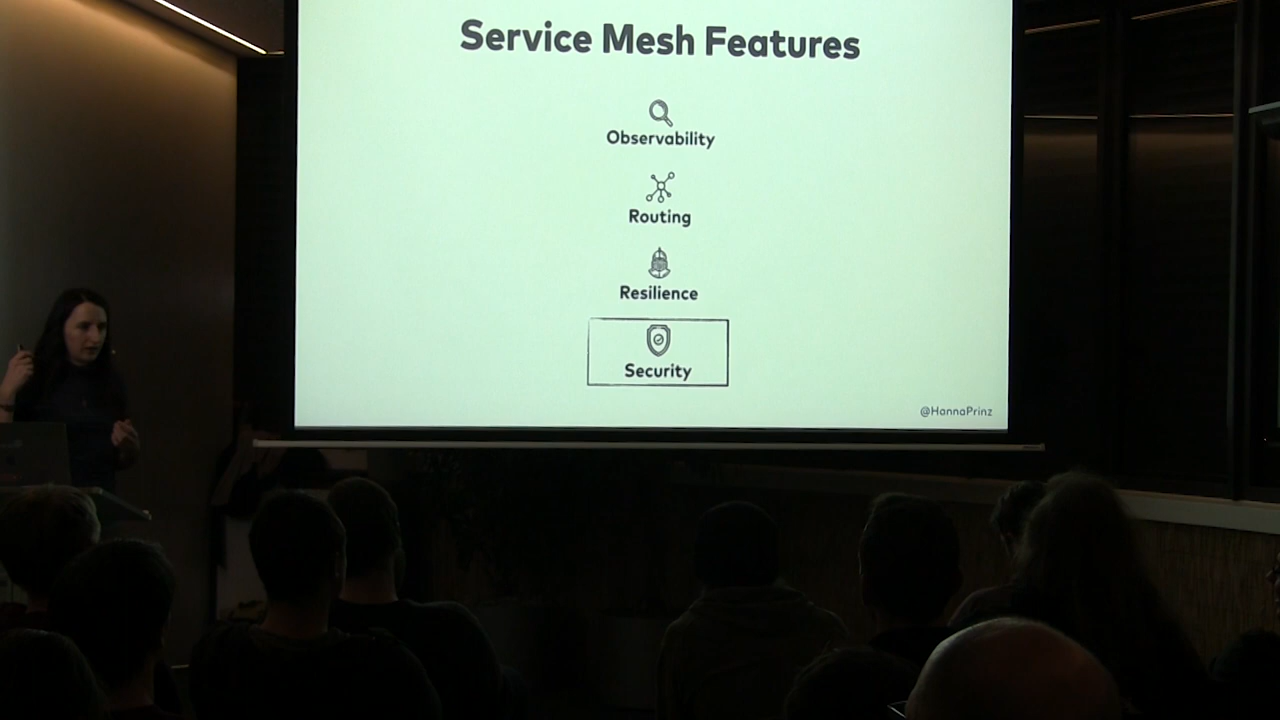 Service Mesh Features
Observability
Routing
Resilience
Security
@HannaPrinz